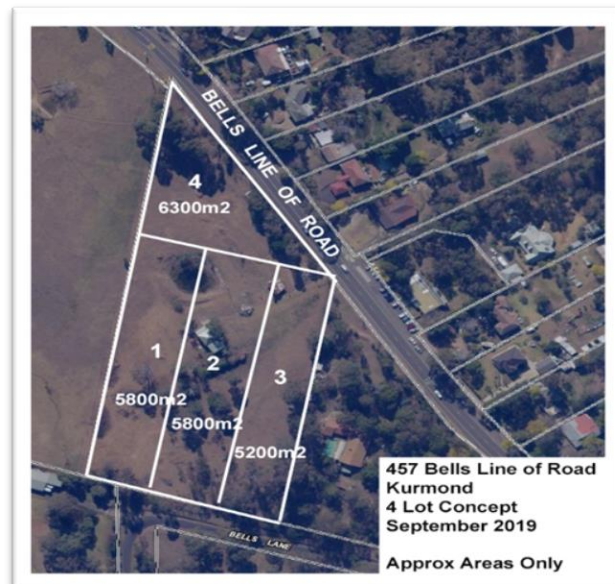 BELLS LINE OF ROAD
4
6300m2
1
5800m2
2
5800m2
3
5200m2
BELLS LANE
457 Bells Line of Road
Kurmond
4 Lot Concept
September 2019
Approx Areas Only